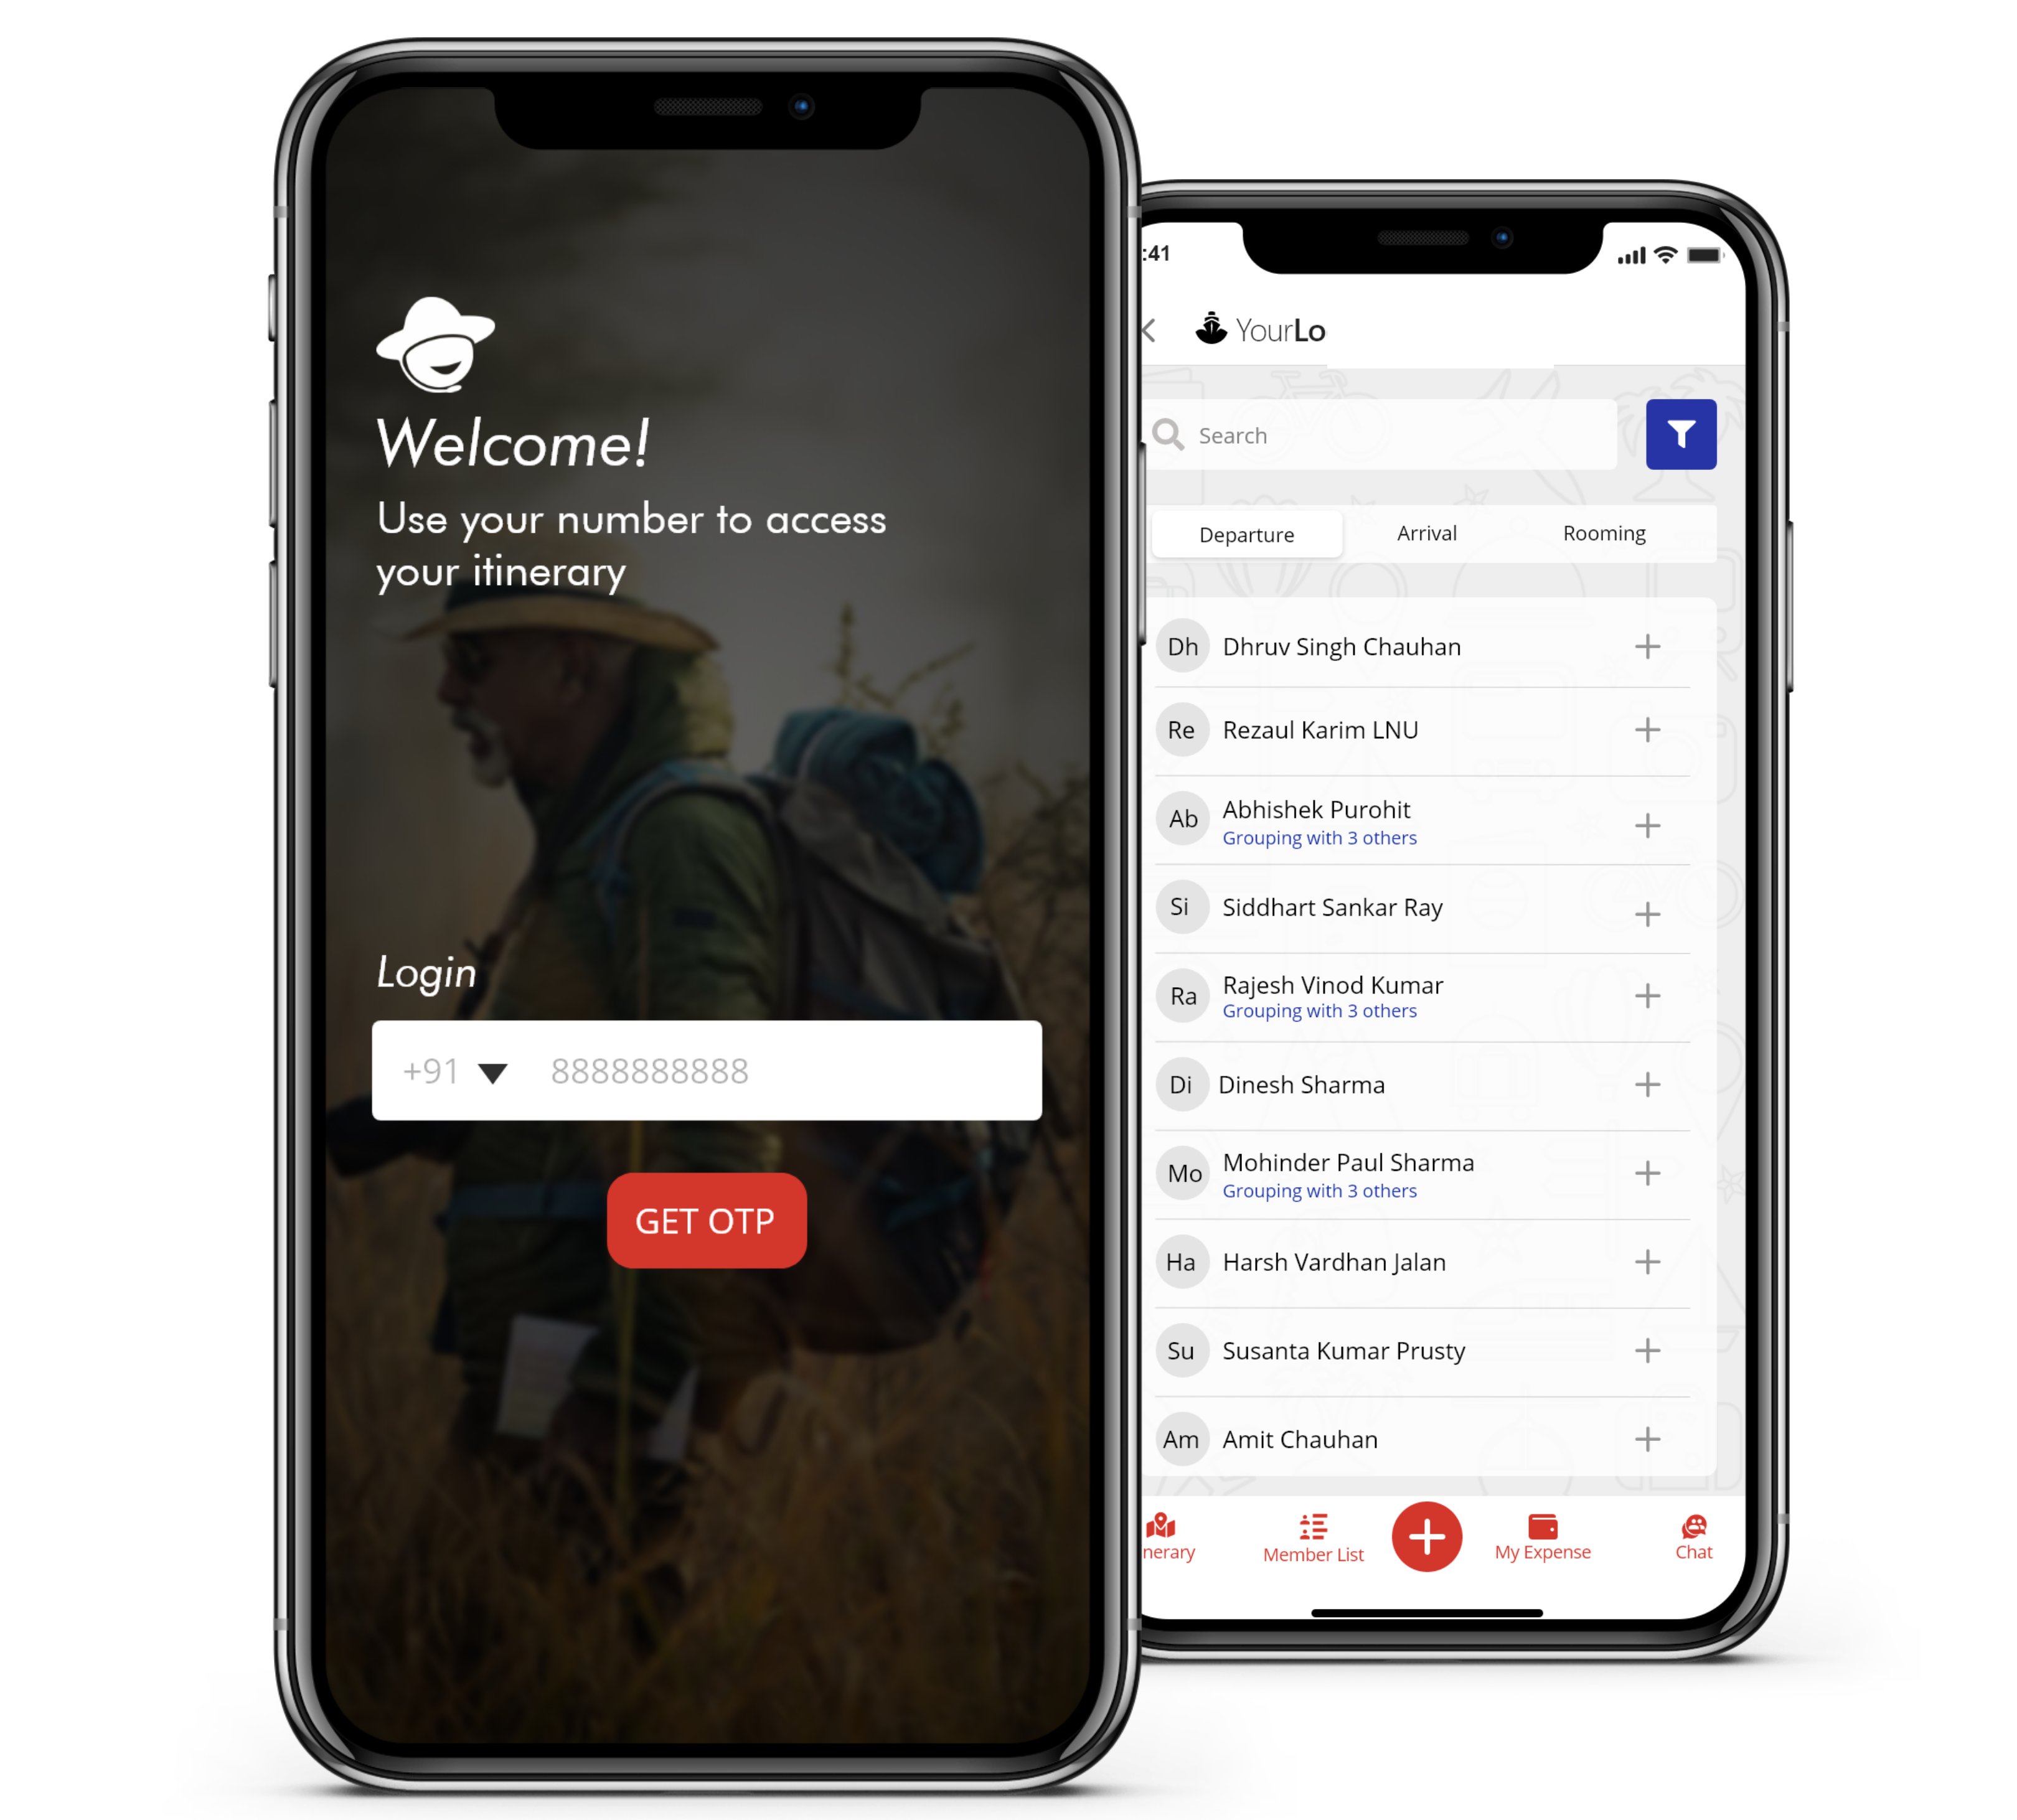 Welcome!
Use your number to access
your itinerary
Login
+91 8888888888
GET OTP
:41
YourLo
Search
Departure Arrival Rooming
Dh Dhruv Singh Chauhan
Re Rezaul Karim LNU
Ab Abhishek Purohit
Grouping with 3 others
Si Siddhart Sankar Ray
Ra Rajesh Vinod Kumar
Grouping with 3 others
Di Dinesh Sharma
Mo Mohinder Paul Sharma
Grouping with 3 others
Ha Harsh Vardhan Jalan
Su Susanta Kumar Prusty
Am Amit Chauhan
nerary Member List My Expense Chat